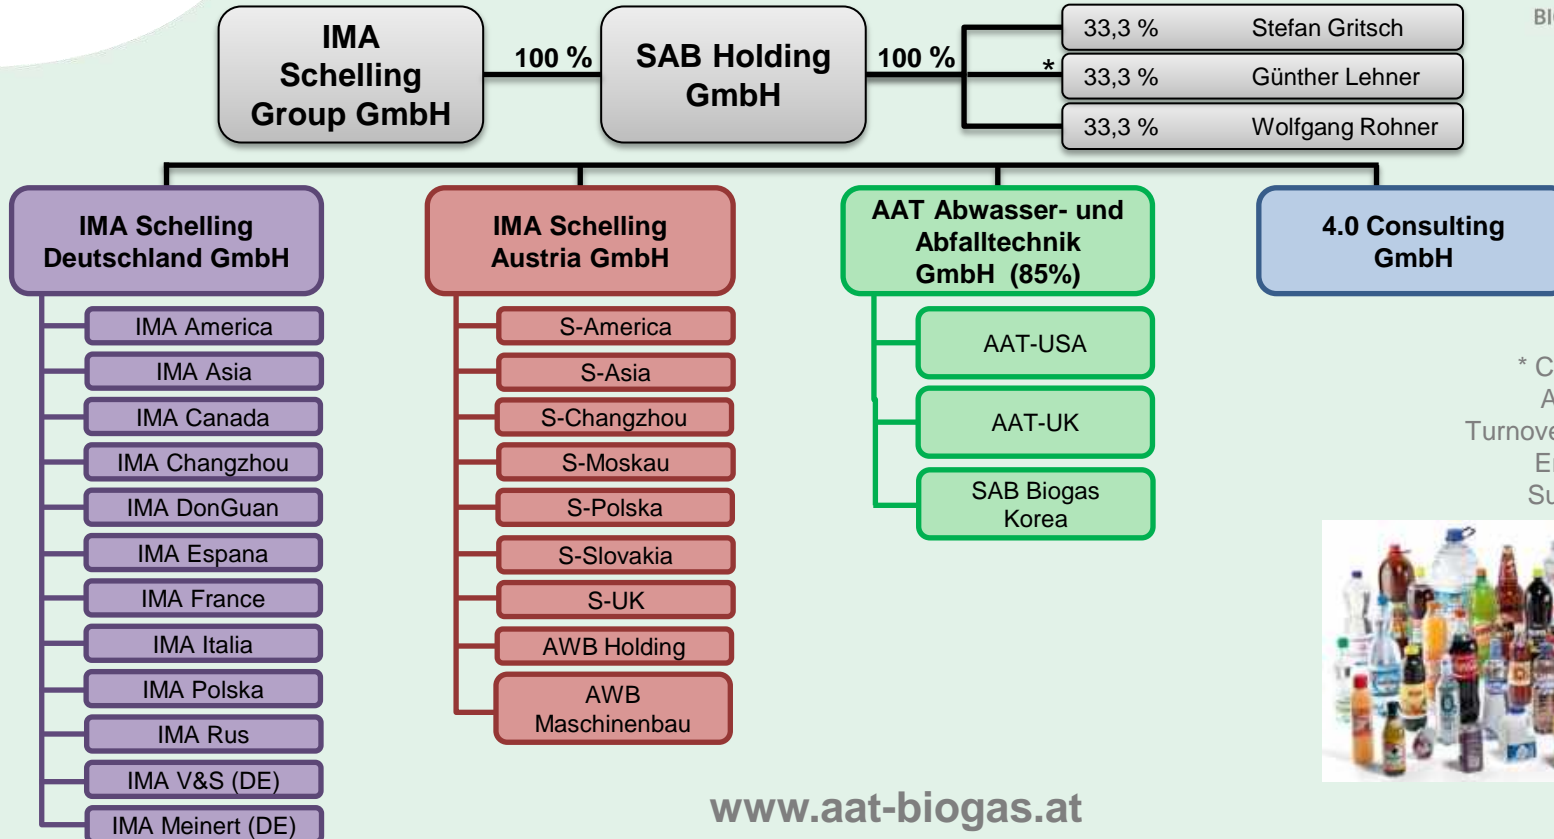 IMA
Schelling
Group GmbH
100 %
SAB Holding
GmbH
100 %
*
33,3 % Stefan Gritsch
33,3 % Günther Lehner
33,3 % Wolfgang Rohner
IMA Schelling
Deutschland GmbH
IMA America
IMA Asia
IMA Canada
IMA Changzhou
IMA DonGuan
IMA Espana
IMA France
IMA Italia
IMA Polska
IMA Rus
IMA V&S (DE)
IMA Meinert (DE)
IMA Schelling
Austria GmbH
S-America
S-Asia
S-Changzhou
S-Moskau
S-Polska
S-Slovakia
S-UK
AWB Holding
AWB
Maschinenbau
AAT Abwasser- und
Abfalltechnik
GmbH (85%)
AAT-USA
AAT-UK
SAB Biogas
Korea
4.0 Consulting
GmbH
www.aat-biogas.at